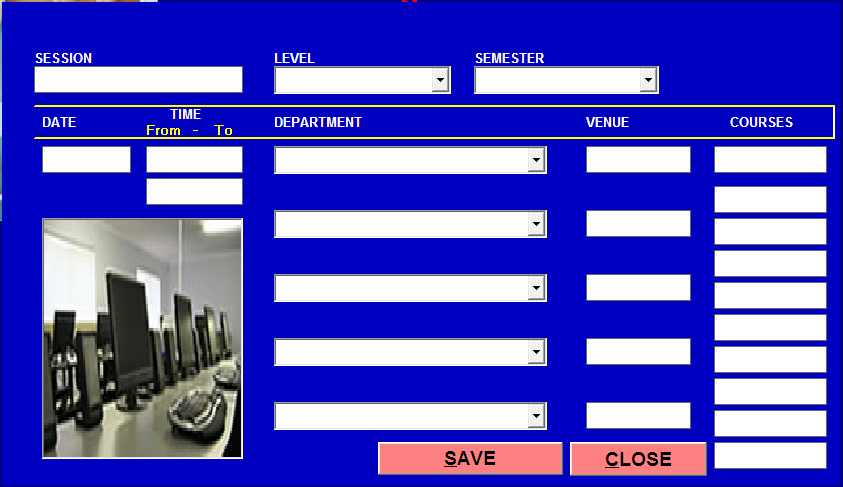 SESSION LEVEL SEMESTER
DATE TIME DEPARTMENT VENUE COURSES
From - To
SAVE CLOSE